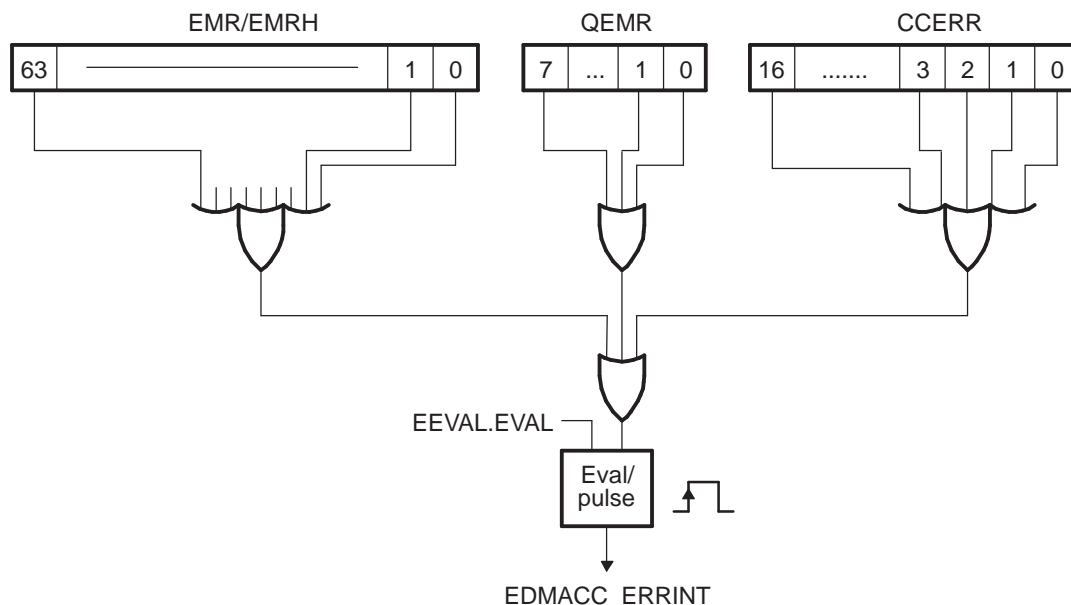 EMR/EMRH QEMR CCERR
63 1 0 7 ... 1 0 16 ....... 3 2 1 0
EEVAL.EVAL
Eval/
pulse
EDMACC ERRINT